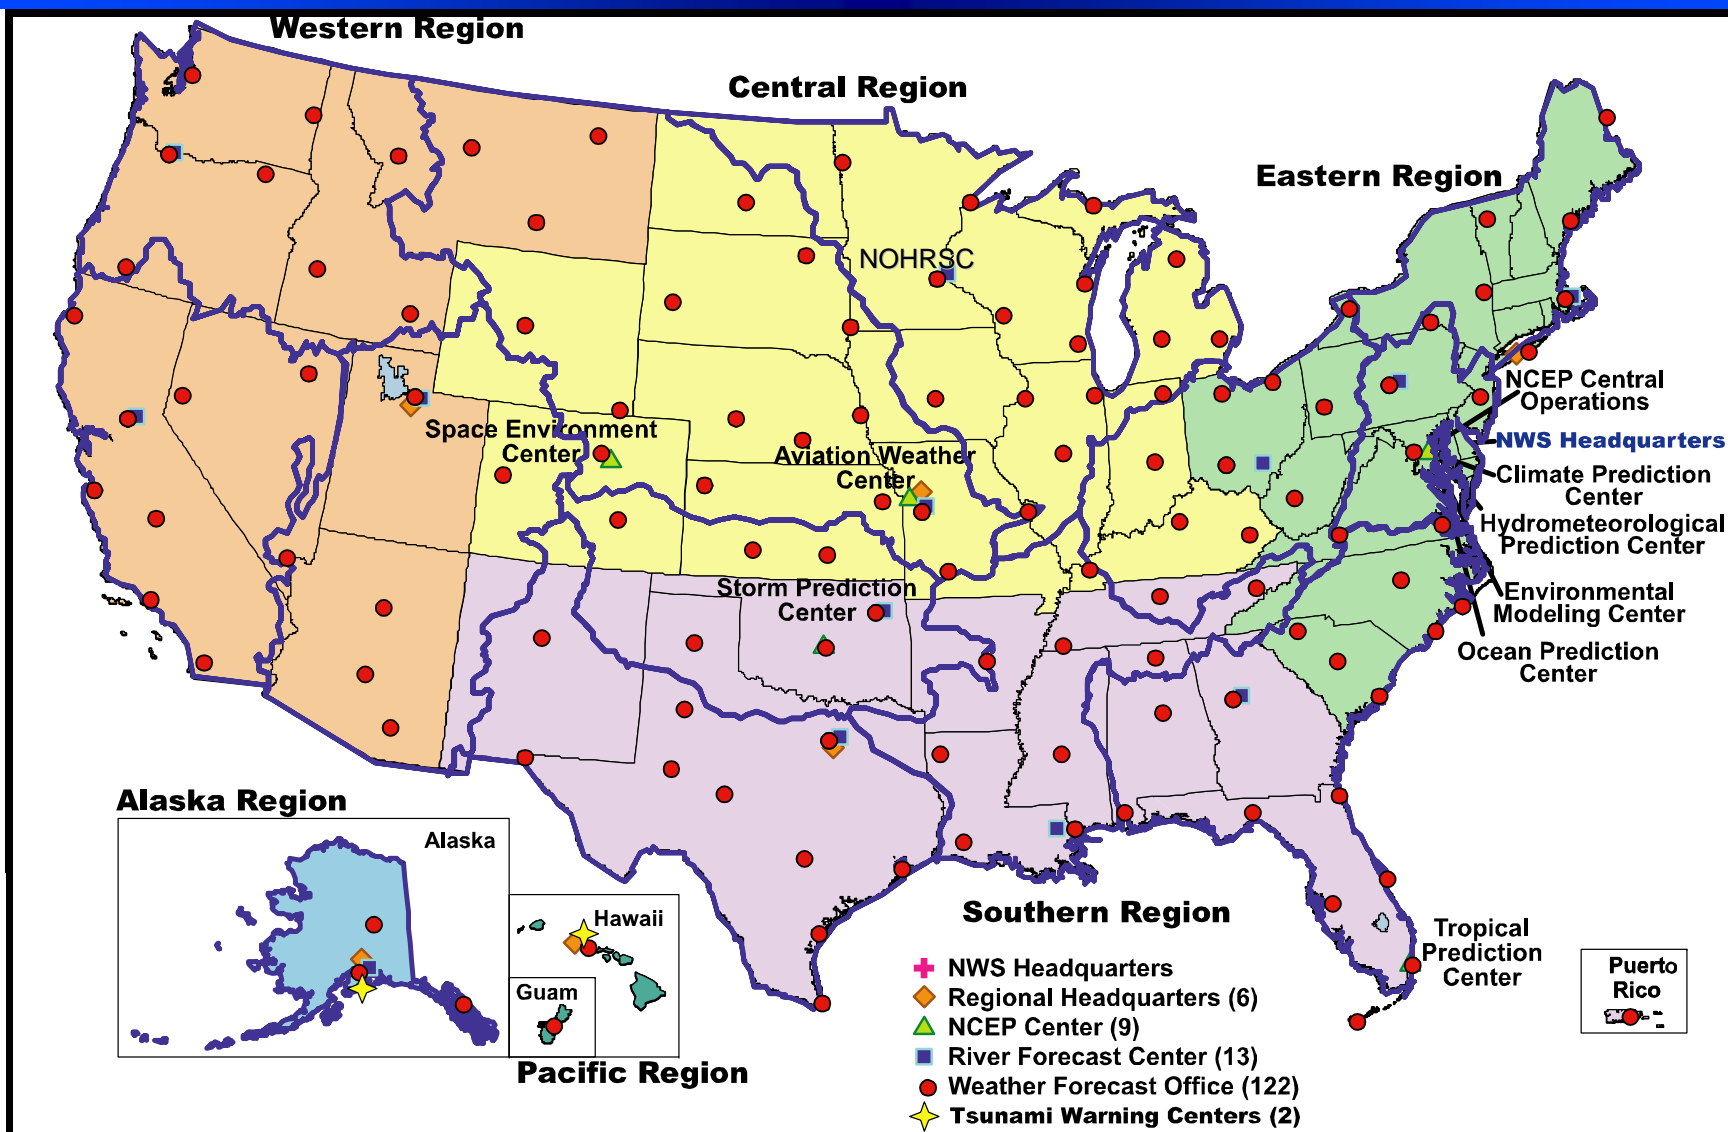 Western Region
Central Region
Eastern Region
NOHRSC
NCEP Central
Operations
NWS Headquarters
Climate Prediction
Center
Hydrometeorological
Prediction Center
Environmental
Modeling Center
Ocean Prediction
Center
Space Environment
Center
Aviation Weather
Center
Storm Prediction
Center
Alaska Region
Alaska
Hawaii
Guam
Pacific Region
Southern Region
Tropical
Prediction
Center
Puerto
Rico
NWS Headquarters
Regional Headquarters (6)
NCEP Center (9)
River Forecast Center (13)
Weather Forecast Office (122)
Tsunami Warning Centers (2)